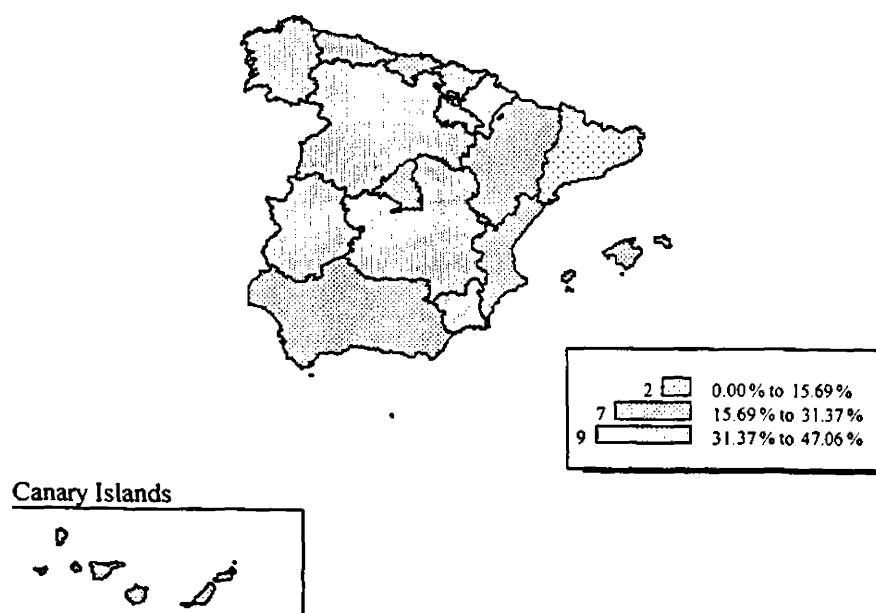 2 0.00% to 15.69%
7 15.69% to 31.37%
9 31.37% to 47.06%
Canary Islands